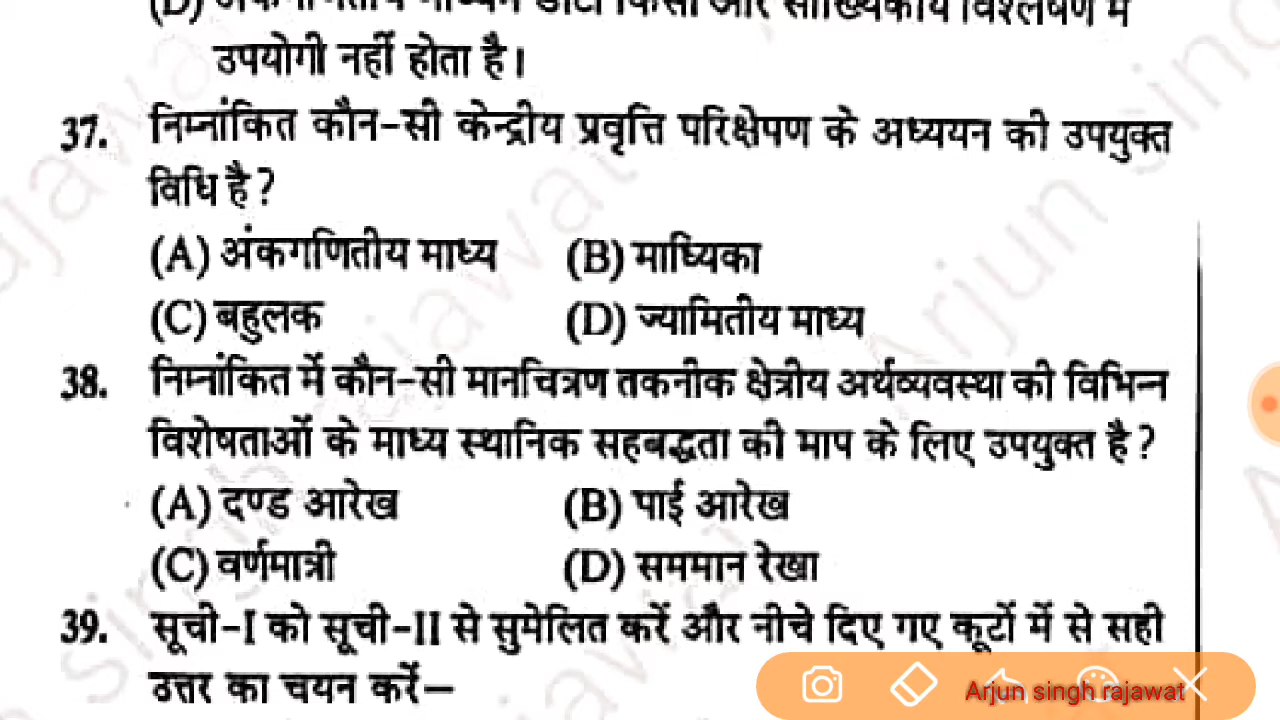 उपयोगी नहीं होता है।
37. निम्नांकित कौन-सी केन्द्रीय प्रवृत्ति परिक्षेपण के अध्ययन की उपयुक्त
विधि है?
(A) अंकगणितीय माध्य (B) माध्यिका
(C) बहुलक (D) ज्यामितीय माध्य
38. निम्नांकित में कौन-सी मानचित्रण तकनीक क्षेत्रीय अर्थव्यवस्था की विभिन्न
विशेषताओं के माध्य स्थानिक सहबद्धता की माप के लिए उपयुक्त है?
(A) दण्ड आरेख (B) पाई आरेख
(C) वर्णमात्री (D) सममान रेखा
39. सूची-I को सूची-II से सुमेलित करें और नीचे दिए गए कूटों में से सही
उत्तर का चयन करें—
Arjun singh rajawat